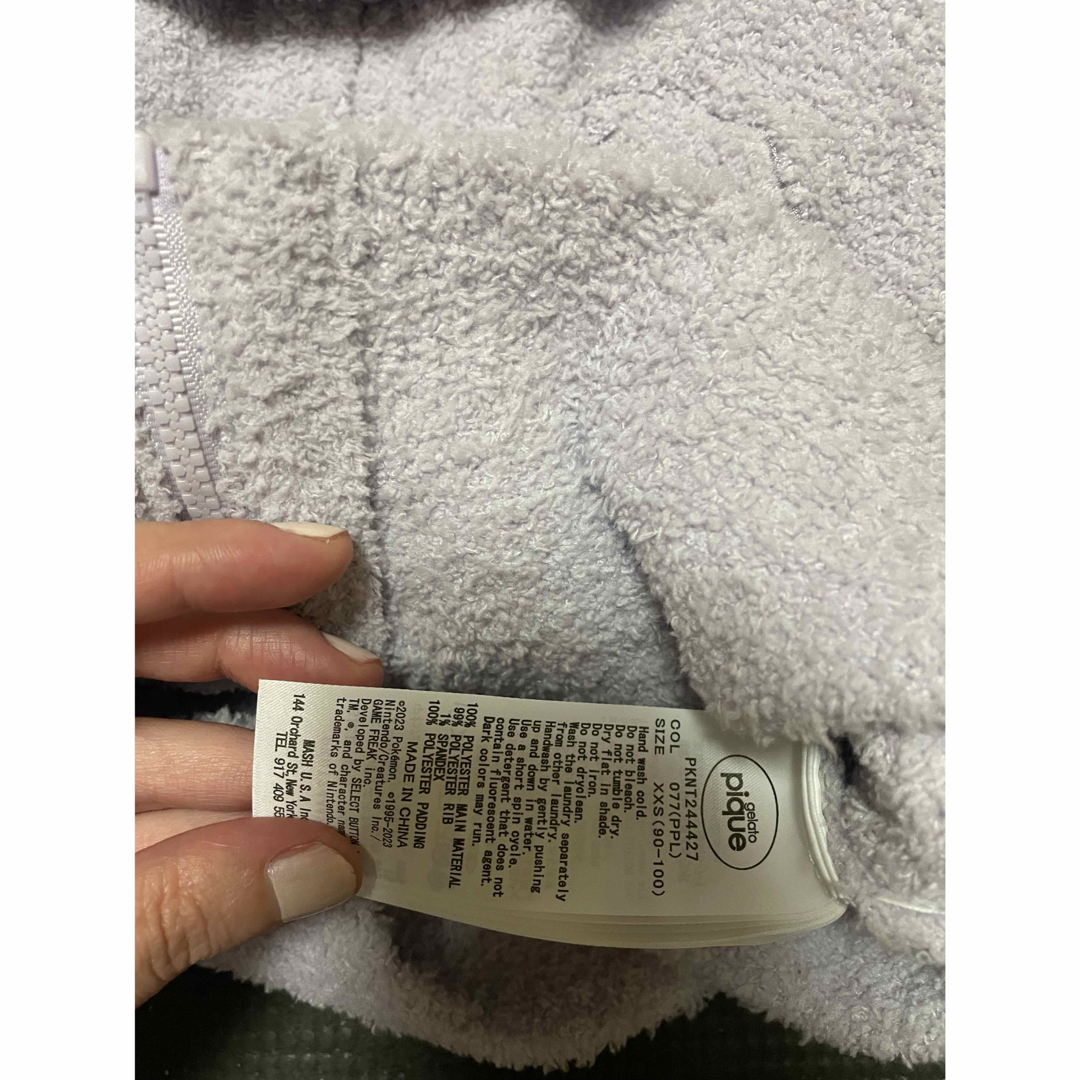 gelato
pique
PKNT244427
COL 077(PPL)
SIZE XXS(90-100)
Hand wash cold.
Do not bleach.
Do not tumble dry.
Dry flat in shade.
Do not iron.
Do not dryclean.
Wash the laundry separately
from other laundry.
Handwash by gently pushing
up and down in water.
Use a short spin cycle.
Use detergent that does not
contain fluorescent agent.
Dark colors may run.
100% POLYESTER MAIN MATERIAL
99% POLYESTER RIB
1% SPANDEX
100% POLYESTER PADDING
MADE IN CHINA
©2023 Pokémon. ©1995-2023
Nintendo/Creatures Inc./
GAME FREAK inc.
Developed by SELECT BUTTON
TM, ® and character
trademarks of Nintendo.
MASH U.S.A
144 Orchard St, New York
TEL 917 409